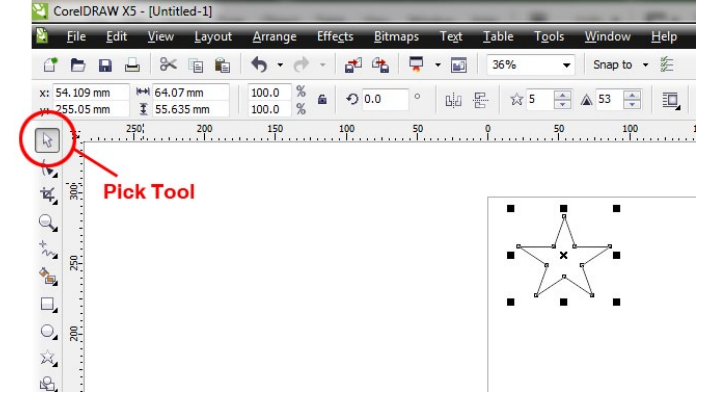 CorelDRAW X5 - [Untitled-1]
File Edit View Layout Arrange Effects Bitmaps Text Table Tools Window Help
36% Snap to
x: 54.109 mm 64.07 mm 100.0 % 0.0 ° 5 53
y: 255.05 mm 55.635 mm 100.0 %
250 200 150 100 50 0 50 100
Pick Tool
300
250
200